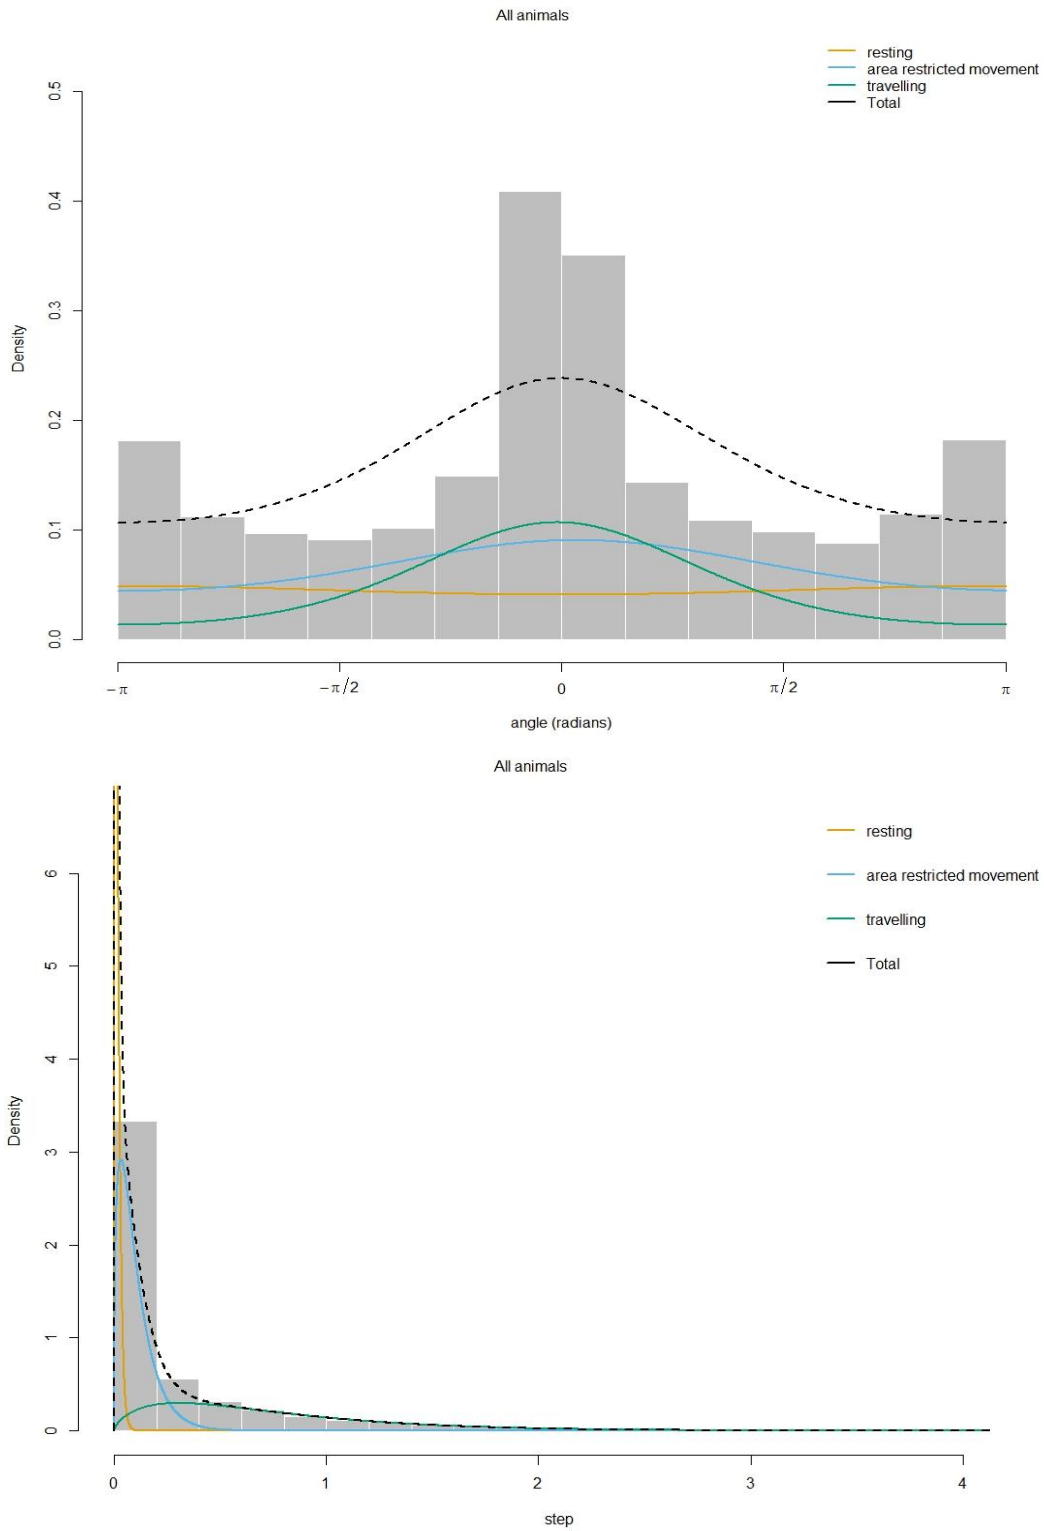 All animals
resting
area restricted movement
travelling
Total
0.5
0.4
0.3
0.2
0.1
0.0
Density
−π
−π/2
0
π/2
π
angle (radians)
All animals
resting
area restricted movement
travelling
Total
6
5
4
3
2
1
0
Density
0
1
2
3
4
step